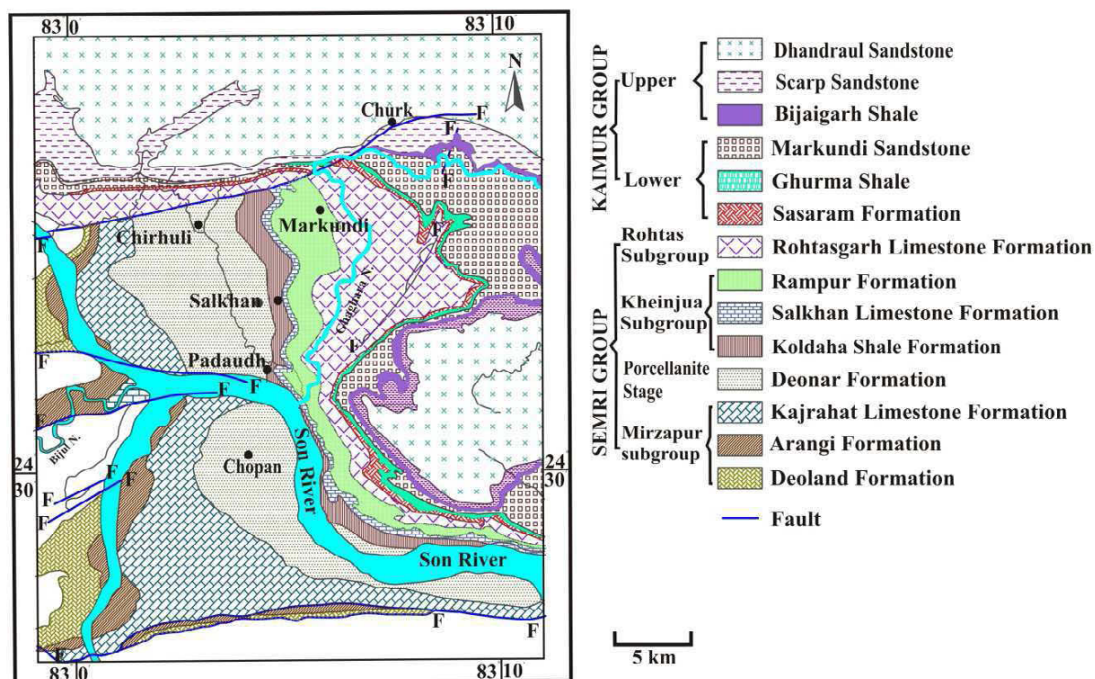 83 0'
83 10
N
Churk
F
F
F
Markundi
Chirhuli
F
F
Ghaghara N.
Salkhan
F
Padaudh
F
F
F
F
Bijul N.
Son River
Chopan
24
30
24
30
F
F
F
F
Son River
F
F
F
83 0'
83 10
KAIMUR GROUP
Upper
Dhandraul Sandstone
Scarp Sandstone
Bijaigarh Shale
Lower
Markundi Sandstone
Ghurma Shale
Sasaram Formation
SEMRI GROUP
Rohtas
Subgroup
Rohtasgarh Limestone Formation
Kheinjua
Subgroup
Rampur Formation
Salkhan Limestone Formation
Koldaha Shale Formation
Porcellanite
Stage
Deonar Formation
Mirzapur
subgroup
Kajrahat Limestone Formation
Arangi Formation
Deoland Formation
Fault
5 km